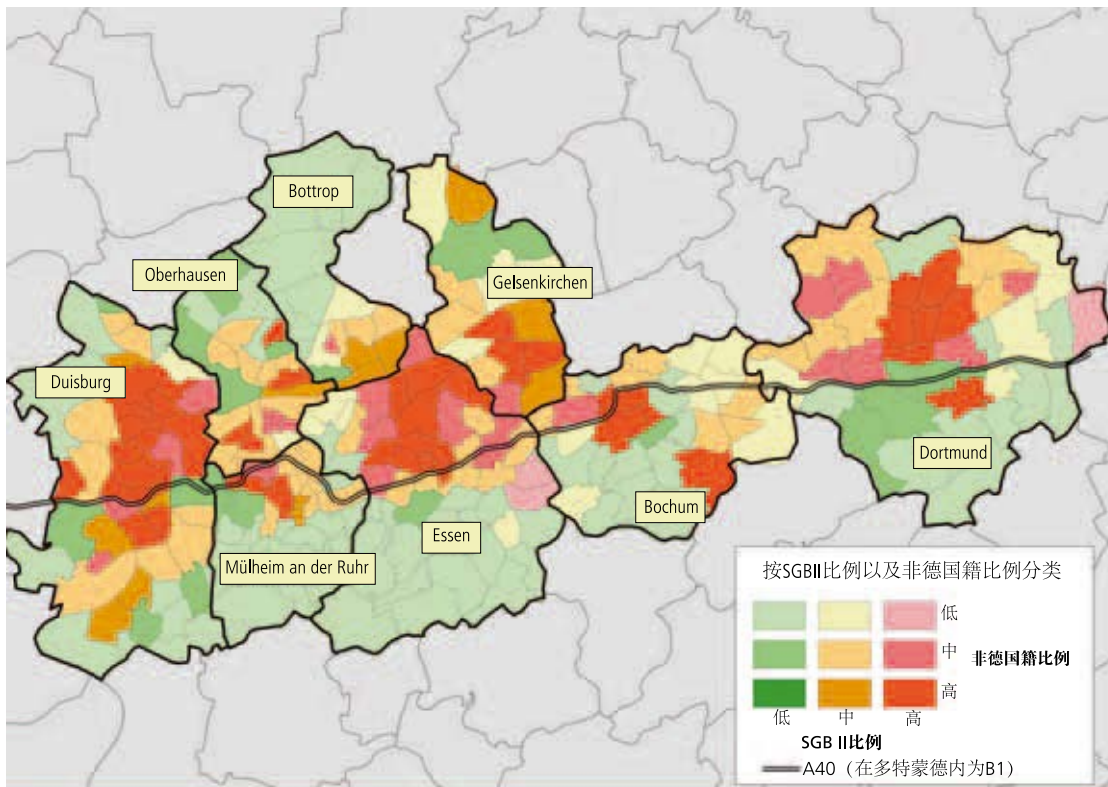 Bottrop
Oberhausen
Gelsenkirchen
Duisburg
Dortmund
Bochum
Essen
Mülheim an der Ruhr
按SGBII比例以及非德国籍比例分类
低
中 非德国籍比例
高
低 中 高
SGB II比例
A40（在多特蒙德内为B1）